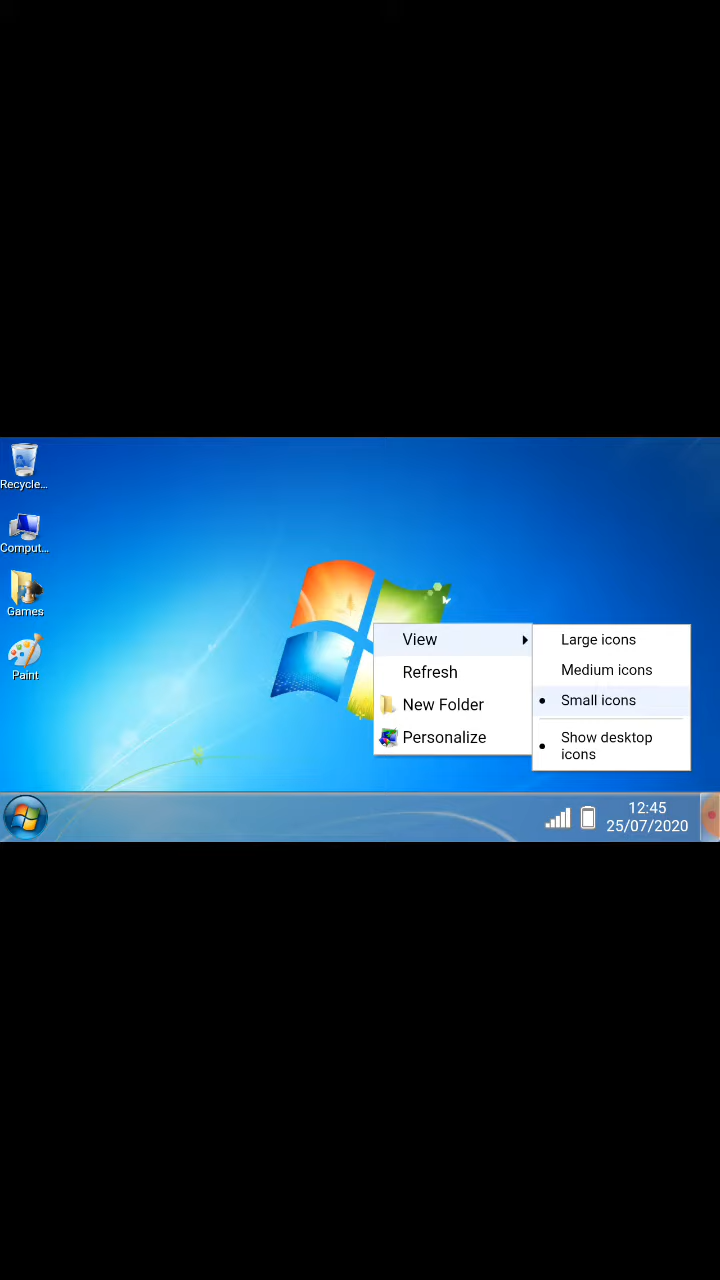 Recycle...
Comput...
Games
Paint
View
Refresh
New Folder
Personalize
Large icons
Medium icons
Small icons
Show desktop
icons
12:45
25/07/2020